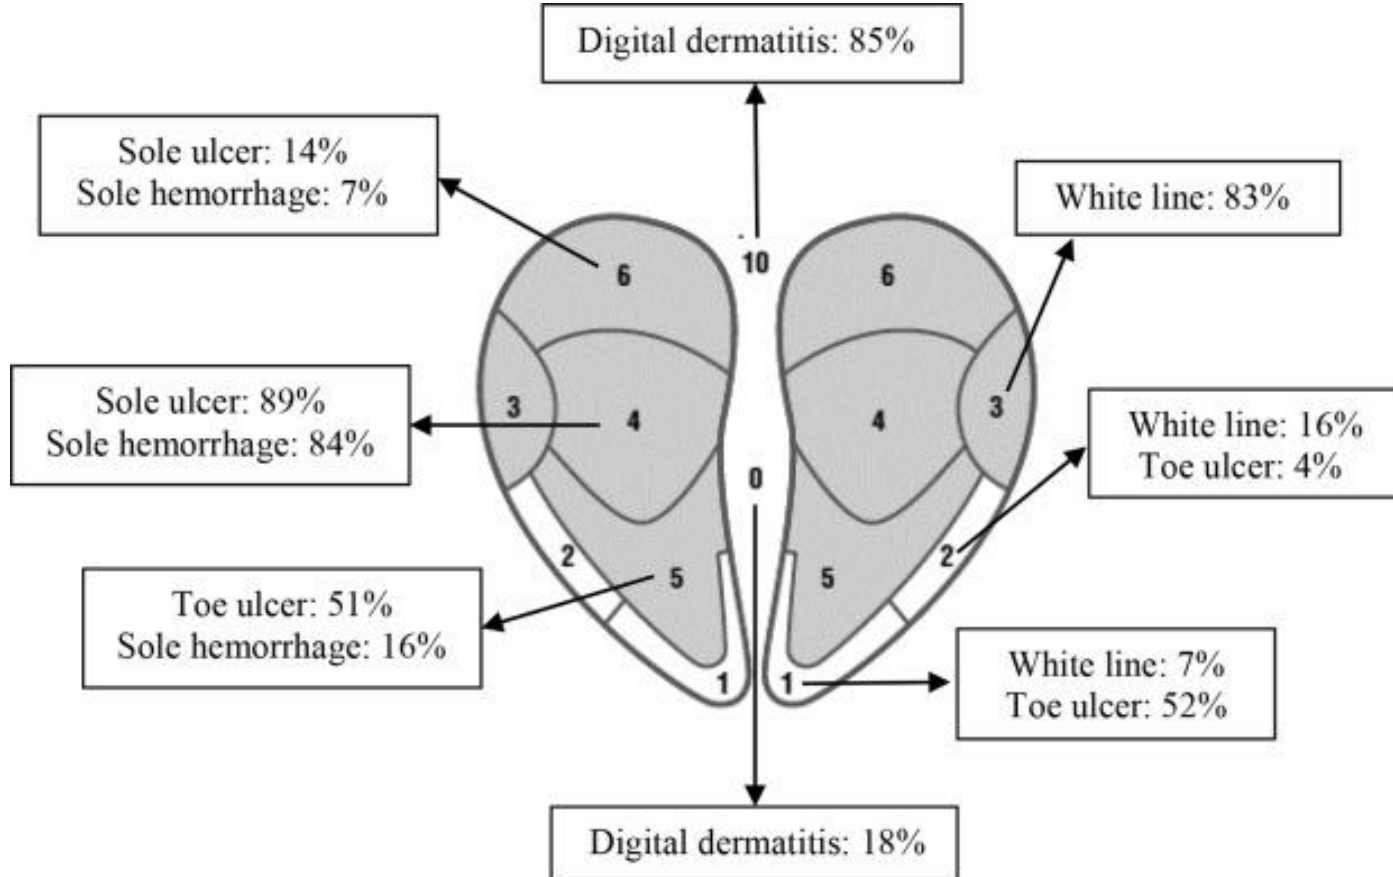 Digital dermatitis: 85%
Sole ulcer: 14%
Sole hemorrhage: 7%
White line: 83%
10
6
6
Sole ulcer: 89%
Sole hemorrhage: 84%
3
4
4
3
White line: 16%
Toe ulcer: 4%
0
2
5
5
2
Toe ulcer: 51%
Sole hemorrhage: 16%
1
1
White line: 7%
Toe ulcer: 52%
Digital dermatitis: 18%